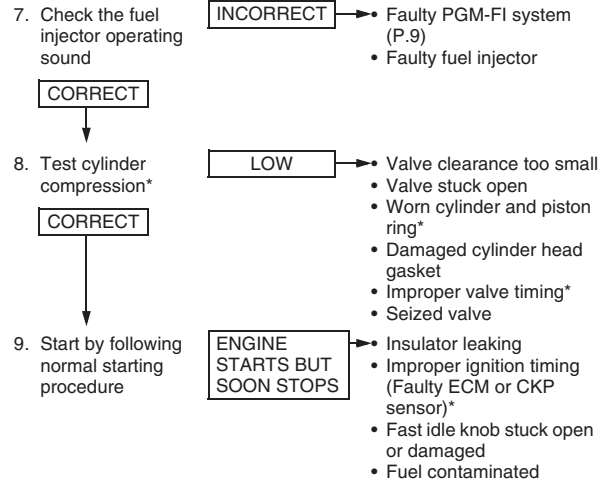 7. Check the fuel
injector operating
sound
INCORRECT
• Faulty PGM-FI system
(P.9)
• Faulty fuel injector
CORRECT
8. Test cylinder
compression*
LOW
• Valve clearance too small
• Valve stuck open
• Worn cylinder and piston
ring*
• Damaged cylinder head
gasket
• Improper valve timing*
• Seized valve
CORRECT
9. Start by following
normal starting
procedure
ENGINE
STARTS BUT
SOON STOPS
• Insulator leaking
• Improper ignition timing
(Faulty ECM or CKP
sensor)*
• Fast idle knob stuck open
or damaged
• Fuel contaminated